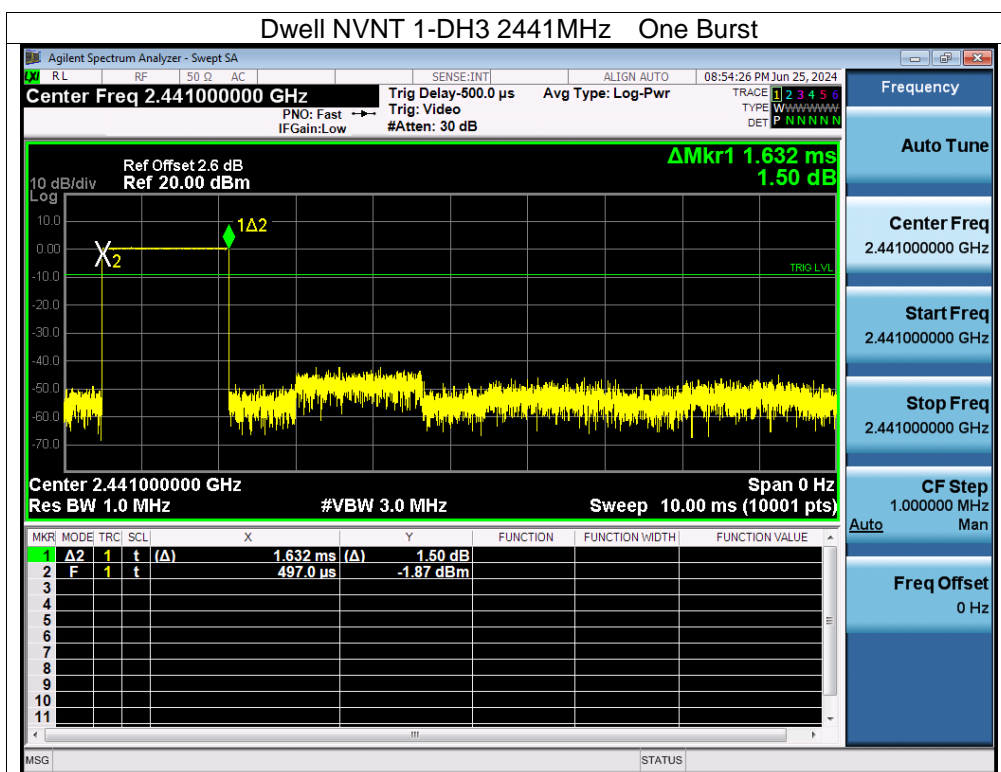 Dwell NVNT 1-DH3 2441MHz One Burst
Agilent Spectrum Analyzer - Swept SA
LXI RL RF 50 Ω AC SENSE:INT ALIGN AUTO 08:54:26 PM Jun 25, 2024
Center Freq 2.441000000 GHz Trig Delay-500.0 µs Avg Type: Log-Pwr TRACE 1 2 3 4 5 6
PNO: Fast Trig: Video TYPE WWWWWW
IFGain:Low #Atten: 30 dB DET P N N N N N
Frequency
Auto Tune
Center Freq
2.441000000 GHz
Start Freq
2.441000000 GHz
Stop Freq
2.441000000 GHz
CF Step
1.000000 MHz
Auto Man
Freq Offset
0 Hz
ΔMkr1 1.632 ms
1.50 dB
Ref Offset 2.6 dB
10 dB/div Ref 20.00 dBm
Log
10.0
0.00
-10.0
-20.0
-30.0
-40.0
-50.0
-60.0
-70.0
1Δ2
X2
TRIG LVL
Center 2.441000000 GHz Span 0 Hz
Res BW 1.0 MHz #VBW 3.0 MHz Sweep 10.00 ms (10001 pts)
MKR MODE TRC SCL X Y FUNCTION FUNCTION WIDTH FUNCTION VALUE
1 Δ2 1 t (Δ) 1.632 ms (Δ) 1.50 dB
2 F 1 t 497.0 µs -1.87 dBm
3
4
5
6
7
8
9
10
11
MSG STATUS